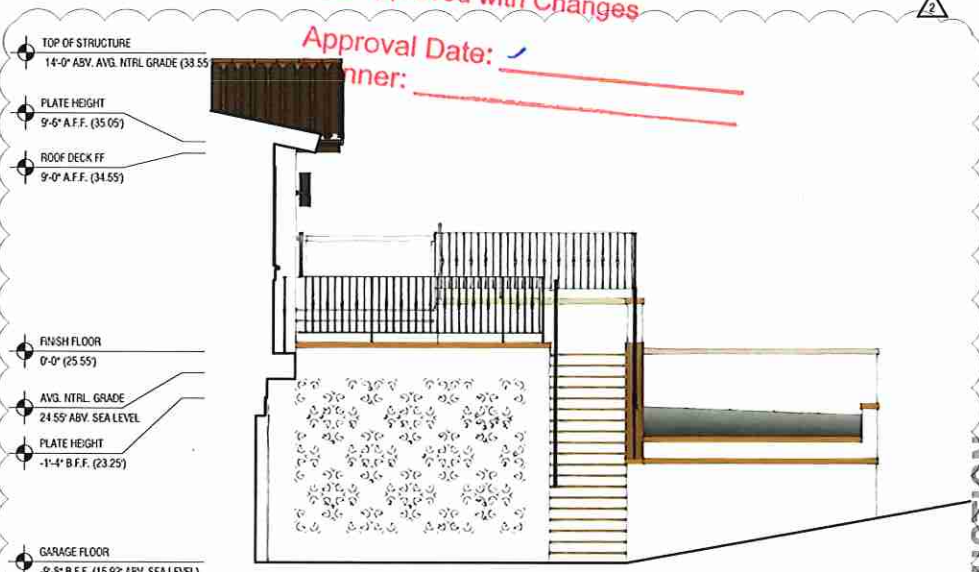 with Changes
2
Approval Date:
TOP OF STRUCTURE
14'-0" ABV. AVG. NTRL GRADE (38.55'
PLATE HEIGHT
9'-6" A.F.F. (35.05')
ROOF DECK FF
9'-0" A.F.F. (34.55')
FINISH FLOOR
0'-0" (25.55')
AVG. NTRL. GRADE
24.55' ABV. SEA LEVEL
PLATE HEIGHT
-1'-4" B.F.F. (23.25')
GARAGE FLOOR